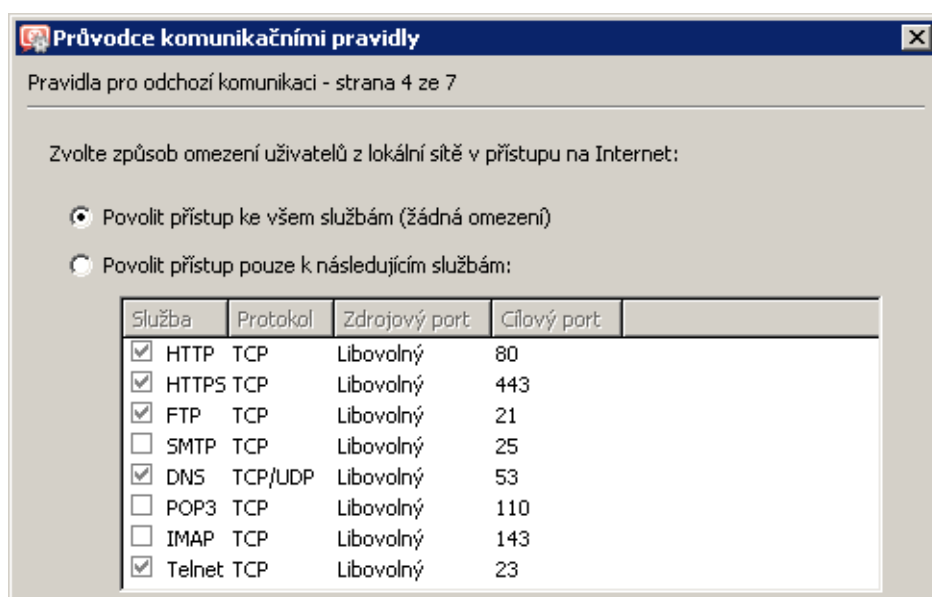 Průvodce komunikačními pravidly
Pravidla pro odchozí komunikaci - strana 4 ze 7
Zvolte způsob omezení uživatelů z lokální sítě v přístupu na Internet:
Povolit přístup ke všem službám (žádná omezení)
Povolit přístup pouze k následujícím službám:
Služba Protokol Zdrojový port Cílový port
HTTP TCP Libovolný 80
HTTPS TCP Libovolný 443
FTP TCP Libovolný 21
SMTP TCP Libovolný 25
DNS TCP/UDP Libovolný 53
POP3 TCP Libovolný 110
IMAP TCP Libovolný 143
Telnet TCP Libovolný 23